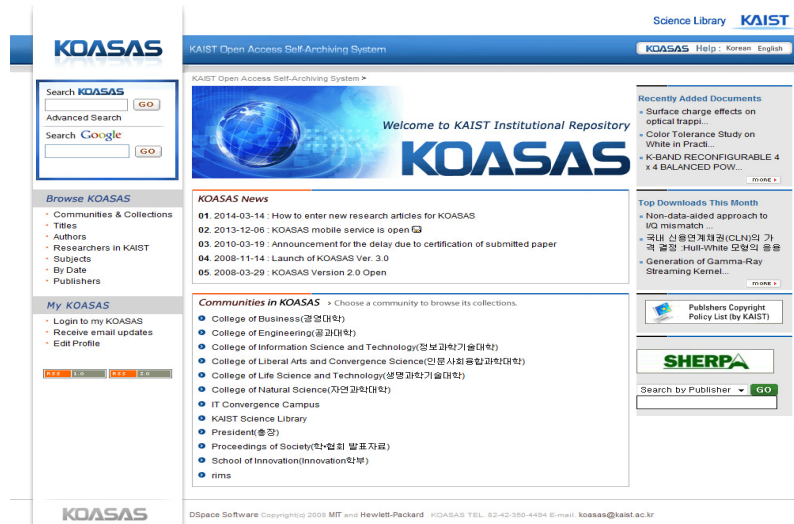 Science Library KAIST
KOASAS
KAIST Open Access Self-Archiving System
KOASAS Help : Korean English
Search KOASAS
GO
Advanced Search
Search Google
GO
Browse KOASAS
Communities & Collections
Titles
Authors
Researchers in KAIST
Subjects
By Date
Publishers
My KOASAS
Login to my KOASAS
Receive email updates
Edit Profile
RSS 1.0 RSS 2.0
KAIST Open Access Self-Archiving System >
Welcome to KAIST Institutional Repository
KOASAS
KOASAS News
01. 2014-03-14 : How to enter new research articles for KOASAS
02. 2013-12-06 : KOASAS mobile service is open
03. 2010-03-19 : Announcement for the delay due to certification of submitted paper
04. 2008-11-14 : Launch of KOASAS Ver. 3.0
05. 2008-03-29 : KOASAS Version 2.0 Open
Communities in KOASAS > Choose a community to browse its collections.
College of Business(경영대학)
College of Engineering(공과대학)
College of Information Science and Technology(정보과학기술대학)
College of Liberal Arts and Convergence Science(인문사회융합과학대학)
College of Life Science and Technology(생명과학기술대학)
College of Natural Science(자연과학대학)
IT Convergence Campus
KAIST Science Library
President(총장)
Proceedings of Society(학•협회 발표자료)
School of Innovation(Innovation학부)
rims
Recently Added Documents
Surface charge effects on
optical trappi...
Color Tolerance Study on
White in Practi...
K-BAND RECONFIGURABLE 4
x 4 BALANCED POW...
more
Top Downloads This Month
Non-data-aided approach to
I/Q mismatch ...
국내 신용연계채권(CLN)의 가
격 결정 :Hull-White 모형의 응용
Generation of Gamma-Ray
Streaming Kernel...
more
Publshers Copyright
Policy List (by KAIST)
SHERPA
Search by Publisher GO
KOASAS
DSpace Software Copyright(c) 2008 MIT and Hewlett-Packard KOASAS TEL. 82-42-350-4494 E-mail. koasas@kaist.ac.kr